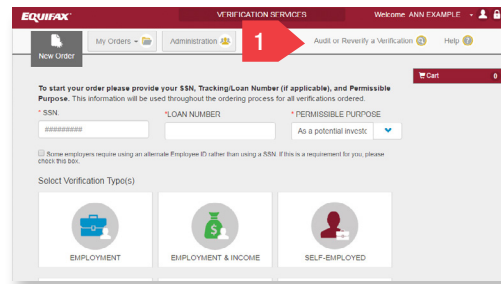 EQUIFAX VERIFICATION SERVICES Welcome ANN EXAMPLE
New Order My Orders Administration 1 Audit or Reverify a Verification Help ?
Cart 0
To start your order please provide your SSN, Tracking/Loan Number (if applicable), and Permissible
Purpose. This information will be used throughout the ordering process for all verifications ordered.
* SSN. *LOAN NUMBER * PERMISSIBLE PURPOSE
######### As a potential investc
Some employers require using an alternate Employee ID rather than using a SSN. If this is a requirement for you, please
check this box.
Select Verification Type(s)
EMPLOYMENT EMPLOYMENT & INCOME SELF-EMPLOYED